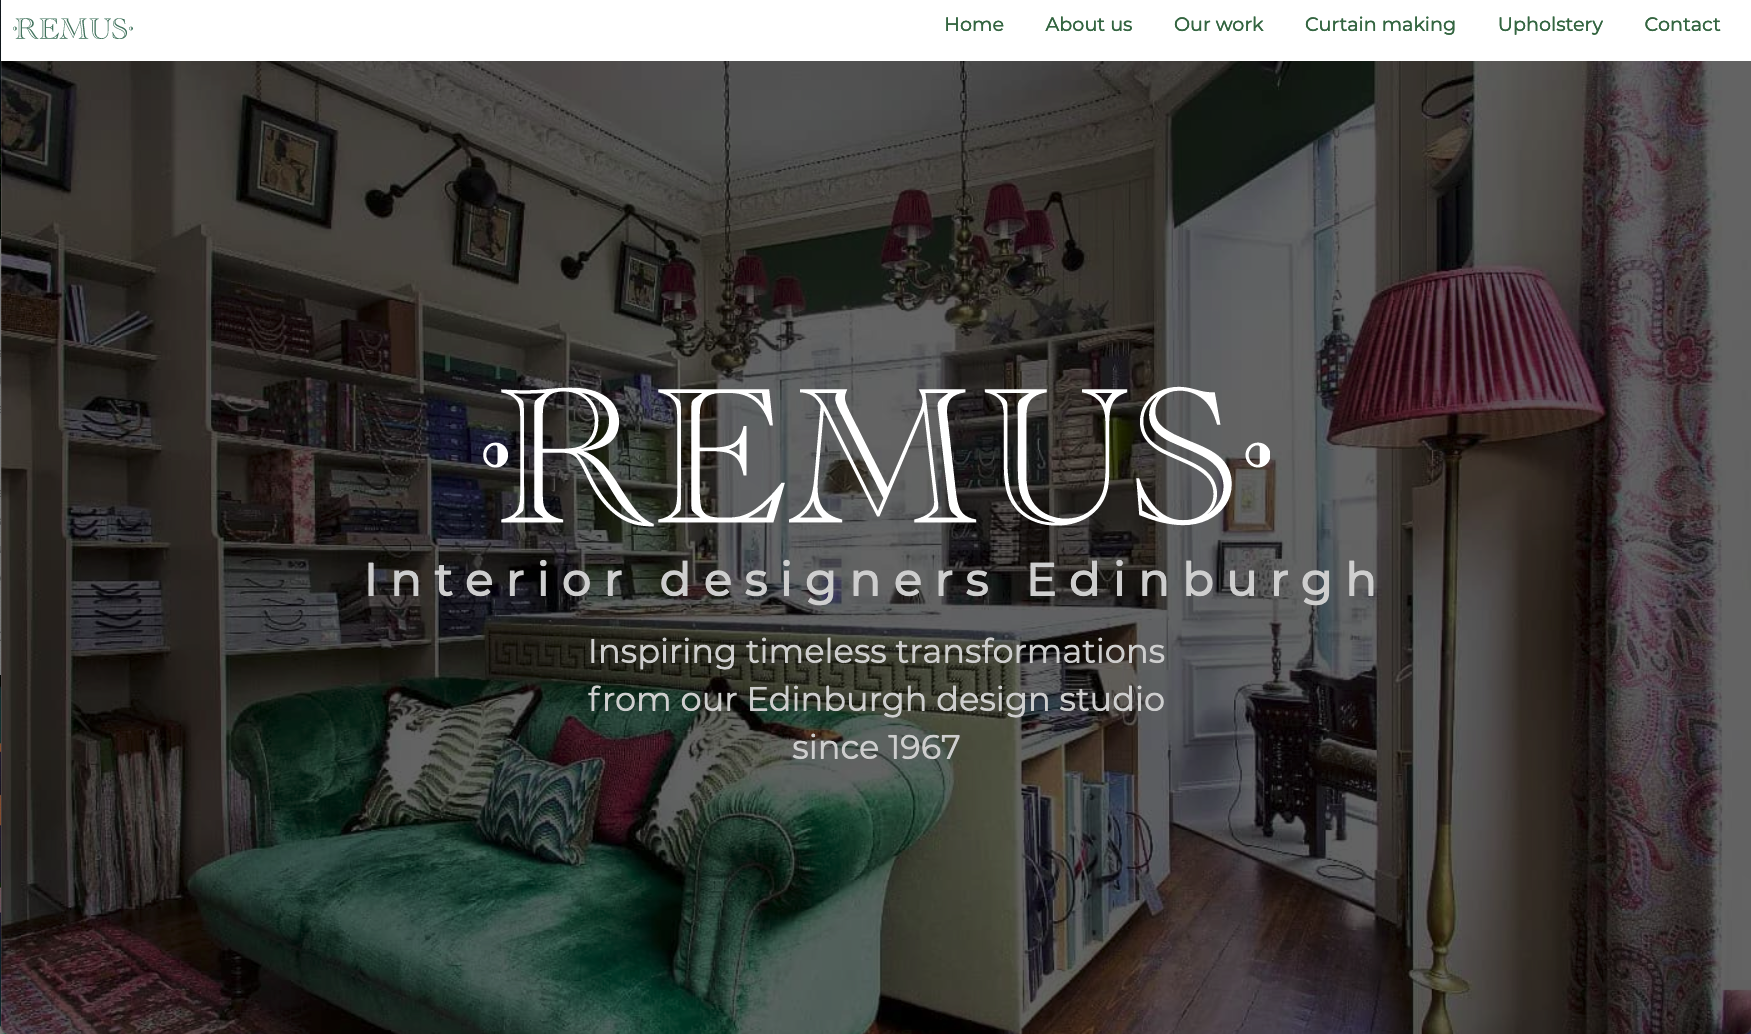 ·REMUS·
Home About us Our work Curtain making Upholstery Contact
·REMUS·
Interior designers Edinburgh
Inspiring timeless transformations
from our Edinburgh design studio
since 1967